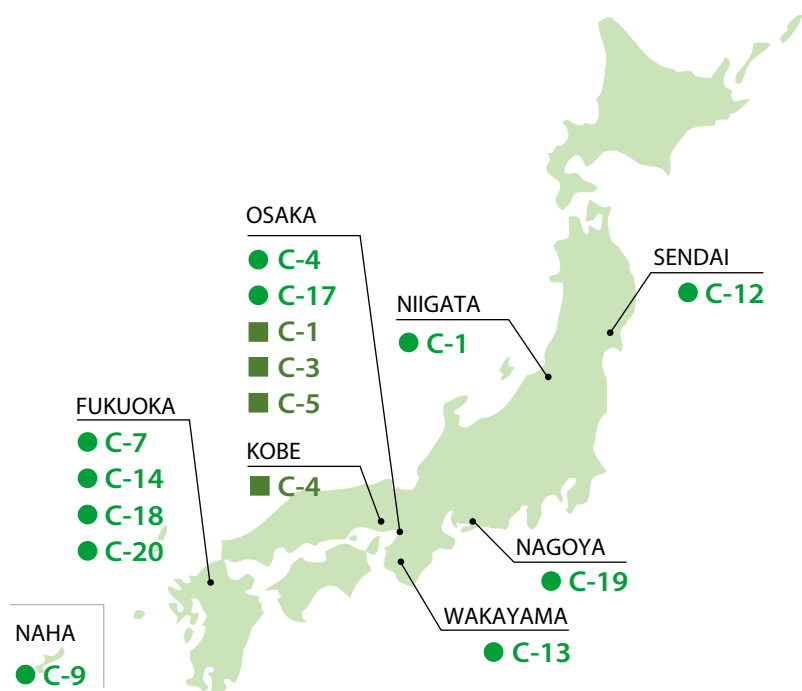 OSAKA
C-4
C-17
C-1
C-3
C-5
SENDAI
C-12
NIIGATA
C-1
FUKUOKA
C-7
C-14
C-18
C-20
KOBE
C-4
NAGOYA
C-19
WAKAYAMA
C-13
NAHA
C-9